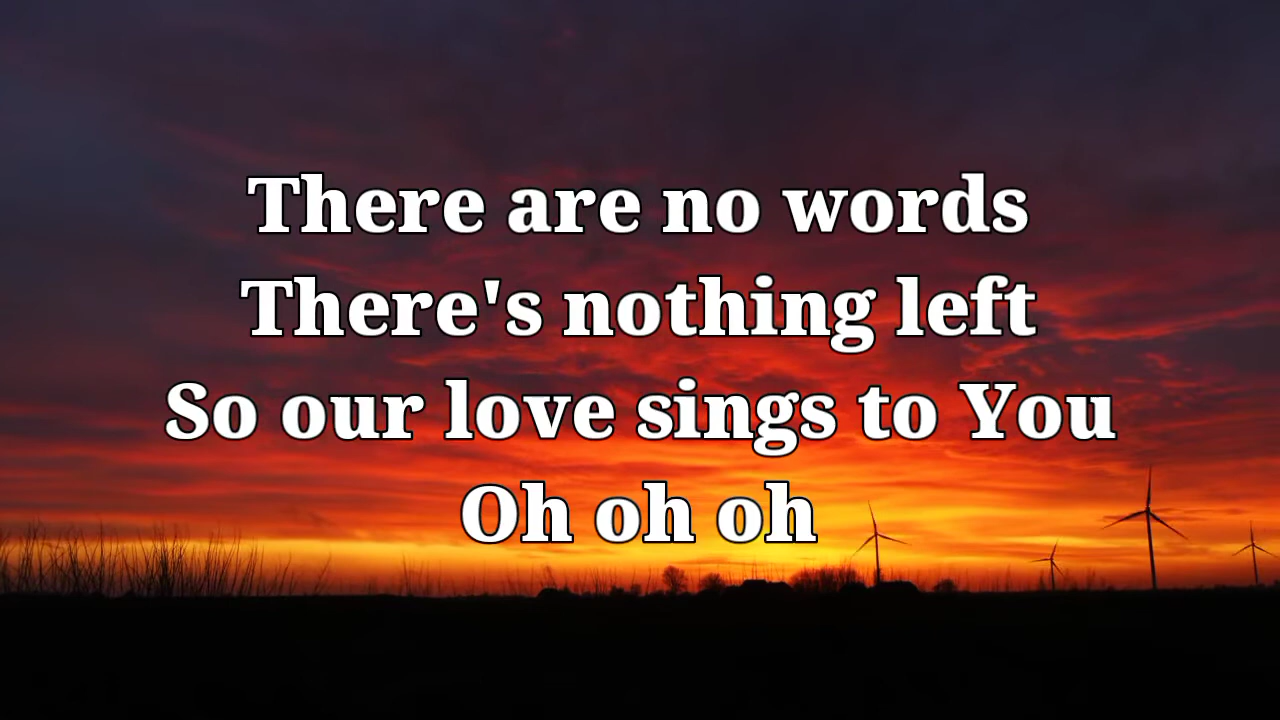 There are no words
There's nothing left
So our love sings to You
Oh oh oh